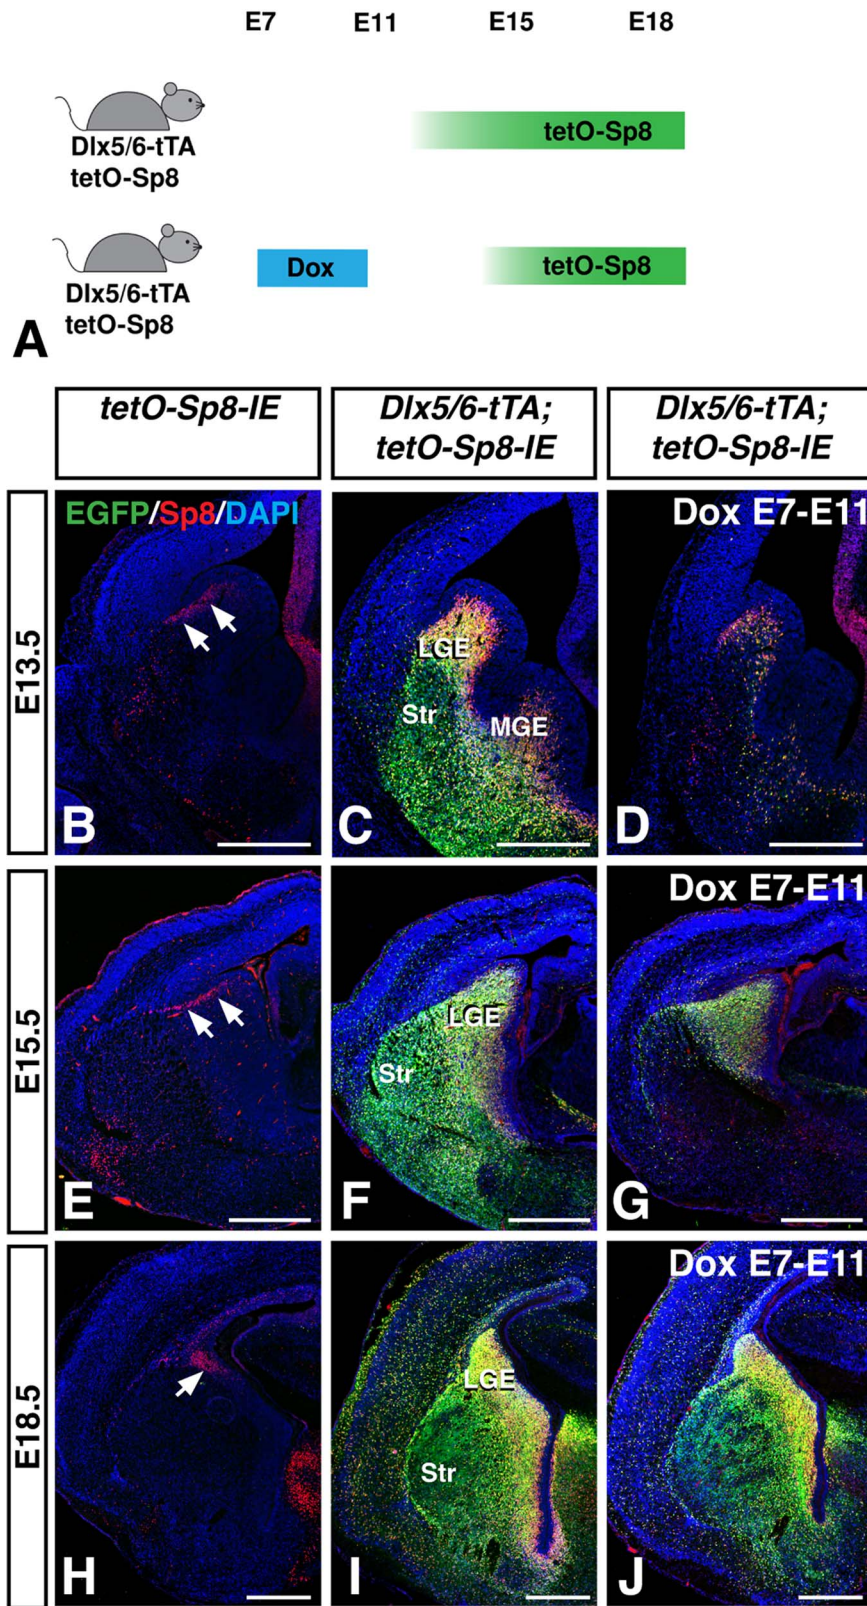 E7 E11 E15 E18
Dlx5/6-tTA
tetO-Sp8
tetO-Sp8
Dlx5/6-tTA
tetO-Sp8
Dox
tetO-Sp8
A
tetO-Sp8-IE
Dlx5/6-tTA;
tetO-Sp8-IE
Dlx5/6-tTA;
tetO-Sp8-IE
E13.5
EGFP/Sp8/DAPI
B
LGE
Str
MGE
C
Dox E7-E11
D
E15.5
E
LGE
Str
F
Dox E7-E11
G
E18.5
H
LGE
Str
I
Dox E7-E11
J